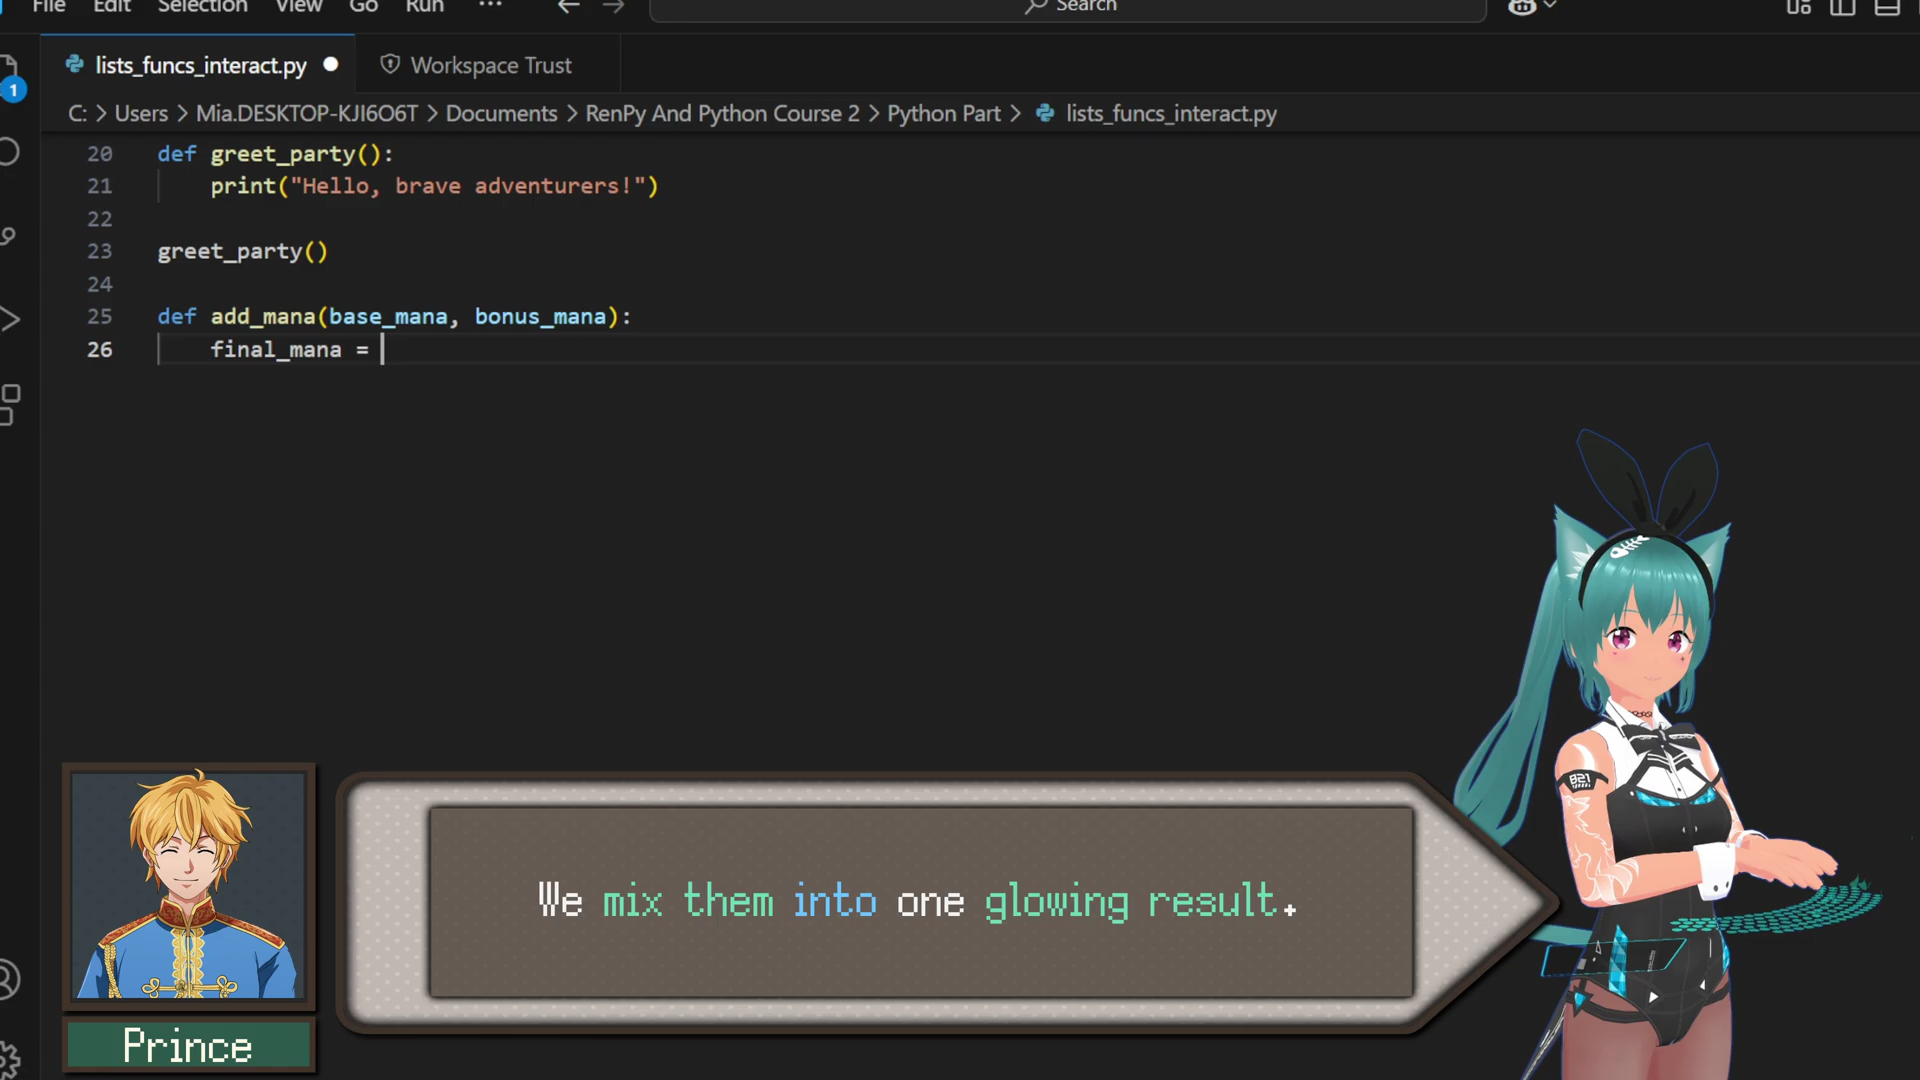 File Edit Selection View Go Run ... Search
lists_funcs_interact.py Workspace Trust
1
C: > Users > Mia.DESKTOP-KJI6O6T > Documents > RenPy And Python Course 2 > Python Part > lists_funcs_interact.py
20 def greet_party():
21 print("Hello, brave adventurers!")
22
23 greet_party()
24
25 def add_mana(base_mana, bonus_mana):
26 final_mana =
B21
We mix them into one glowing result.
Prince